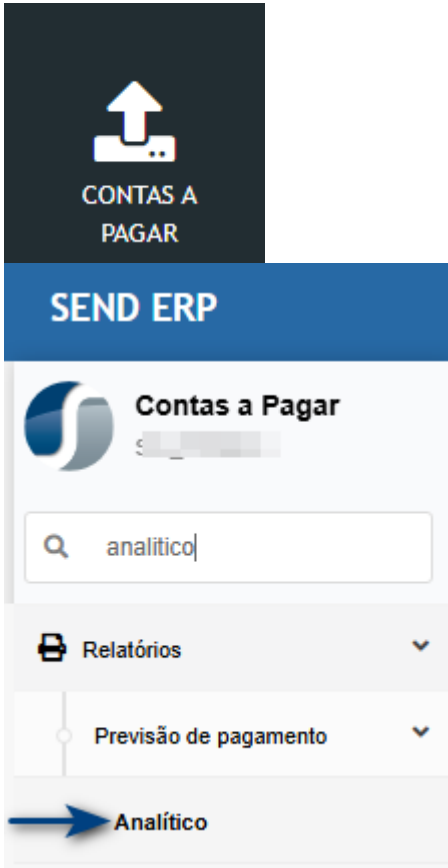 CONTAS A
PAGAR
SEND ERP
Contas a Pagar
analitico
Relatórios
Previsão de pagamento
Analítico